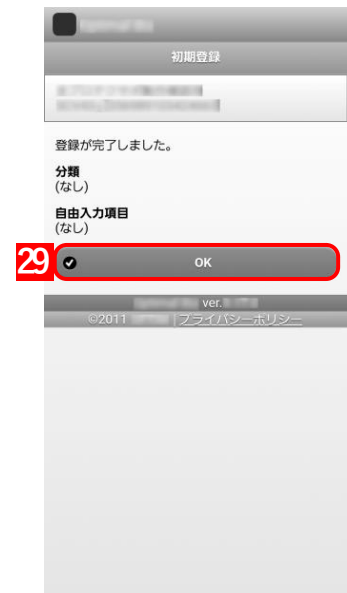 初期登録
登録が完了しました。
分類
(なし)
自由入力項目
(なし)
29
OK
ver.
©2011 | プライバシーポリシー